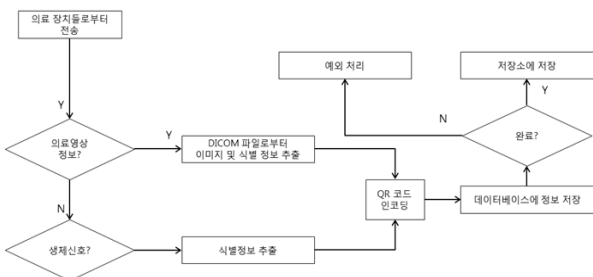 의료 장치들로부터
전송
Y
의료영상
정보?
Y
DICOM 파일로부터
이미지 및 식별 정보 추출
N
생체신호?
식별정보 추출
QR 코드
인코딩
데이터베이스에 정보 저장
완료?
N
예외 처리
Y
저장소에 저장